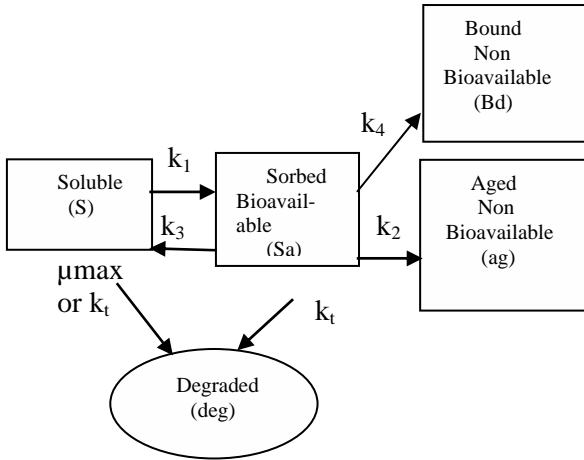 Bound
Non
Bioavailable
(Bd)
k4
k1
Soluble
(S)
Sorbed
Bioavail-
able
(Sa)
k3
k2
Aged
Non
Bioavailable
(ag)
μmax
or kt
kt
Degraded
(deg)